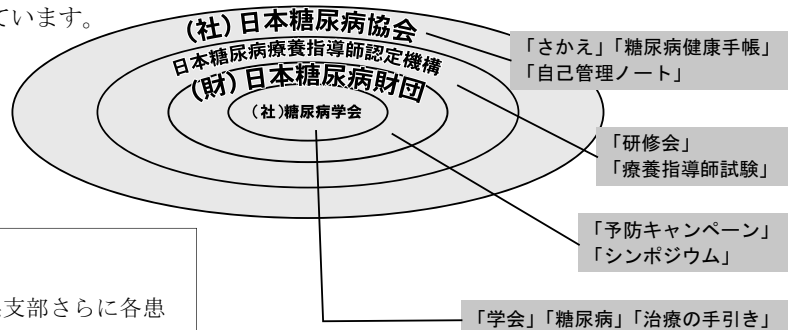 ています。
(社)日本糖尿病協会
日本糖尿病療養指導師認定機構
(財)日本糖尿病財団
(社)糖尿病学会
「さかえ」「糖尿病健康手帳」
「自己管理ノート」
「研修会」
「療養指導師試験」
「予防キャンペーン」
「シンポジウム」
支部さらに各患
「学会」「糖尿病」「治療の手引き」